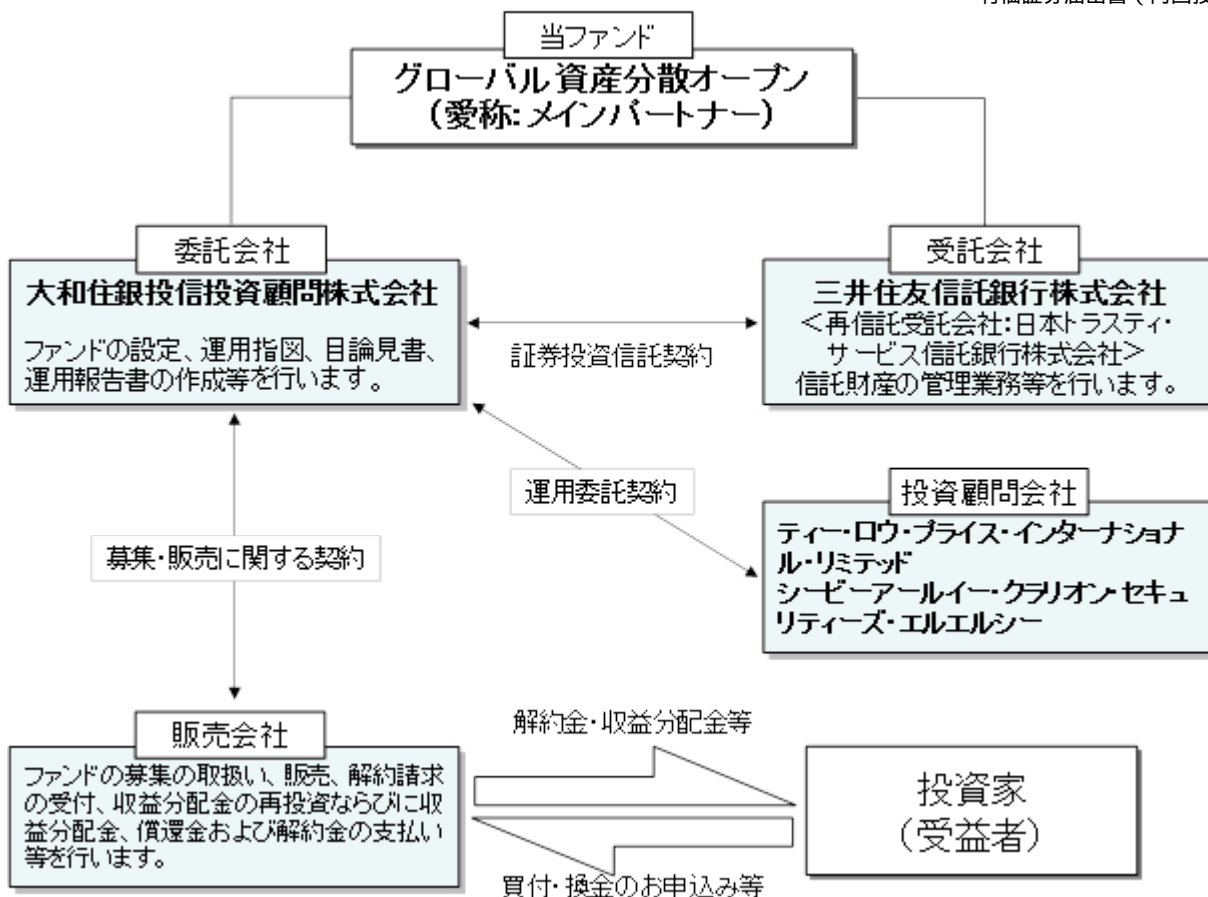 当ファンド
グローバル資産分散オープン
（愛称：メインパートナー）
委託会社
大和住銀投信投資顧問株式会社
ファンドの設定、運用指図、目論見書、
運用報告書の作成等を行います。
証券投資信託契約
受託会社
三井住友信託銀行株式会社
＜再信託受託会社：日本トラスティ・
サービス信託銀行株式会社＞
信託財産の管理業務等を行います。
運用委託契約
投資顧問会社
ティー・ロウ・プライス・インターナショナ
ル・リミテッド
シービーアールイー・クラリオン・セキュ
リティーズ・エルエルシー
募集・販売に関する契約
販売会社
ファンドの募集の取扱い、販売、解約請求
の受付、収益分配金の再投資ならびに収
益分配金、償還金および解約金の支払い
等を行います。
解約金・収益分配金等
買付・換金のお申込み等
投資家
（受益者）